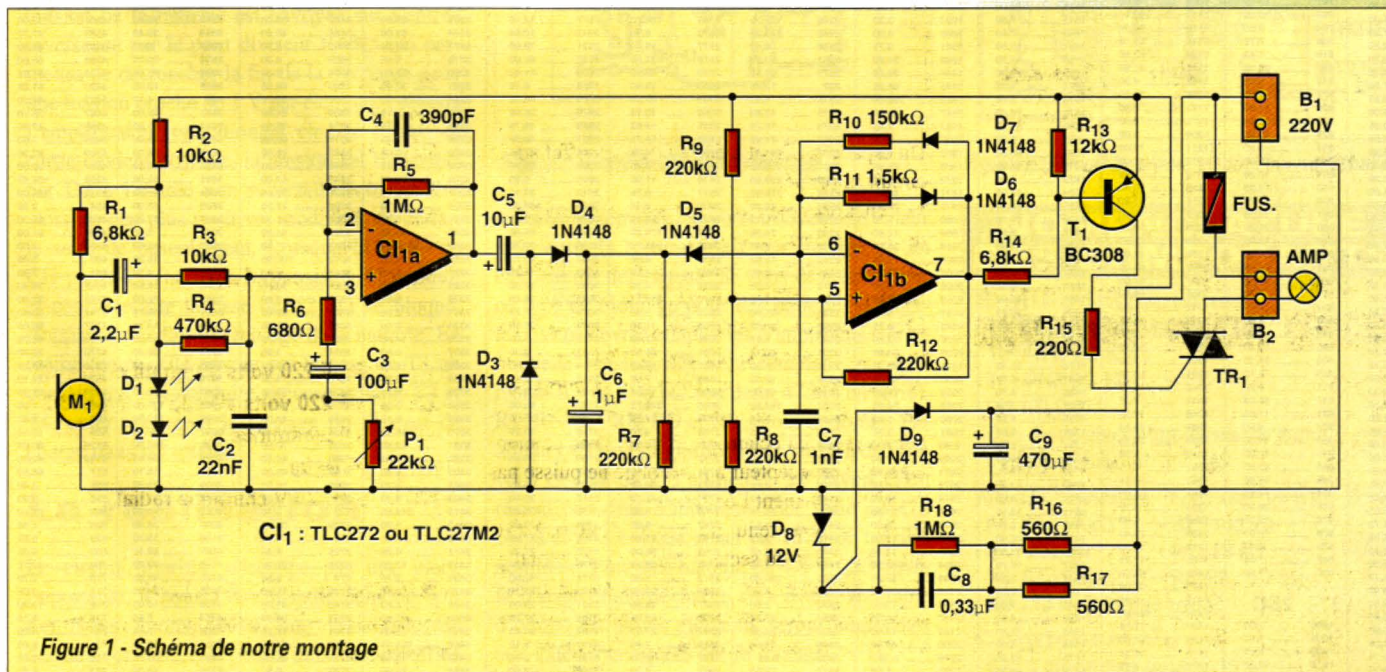 C4 390pF
R5
1MΩ
R2
10kΩ
R1
6,8kΩ
R3
10kΩ
C1
2,2µF
R4
470kΩ
M1
D1
D2
C2
22nF
2
-
CI1a
1
+
3
R6
680Ω
C3
100µF
P1
22kΩ
C5
10µF
+
D4
1N4148
D3
1N4148
+
C6
1µF
R7
220kΩ
D5
1N4148
R9
220kΩ
R8
220kΩ
R10 150kΩ
D7
1N4148
R11 1,5kΩ
D6
1N4148
6
-
CI1b
7
5
+
R12
220kΩ
C7
1nF
R14
6,8kΩ
R13
12kΩ
T1
BC308
R15
220Ω
TR1
B1
220V
FUS.
AMP
B2
D9
1N4148
+
C9
470µF
D8
12V
R18
1MΩ
R16
560Ω
C8
0,33µF
R17
560Ω
CI1 : TLC272 ou TLC27M2
Figure 1 - Schéma de notre montage